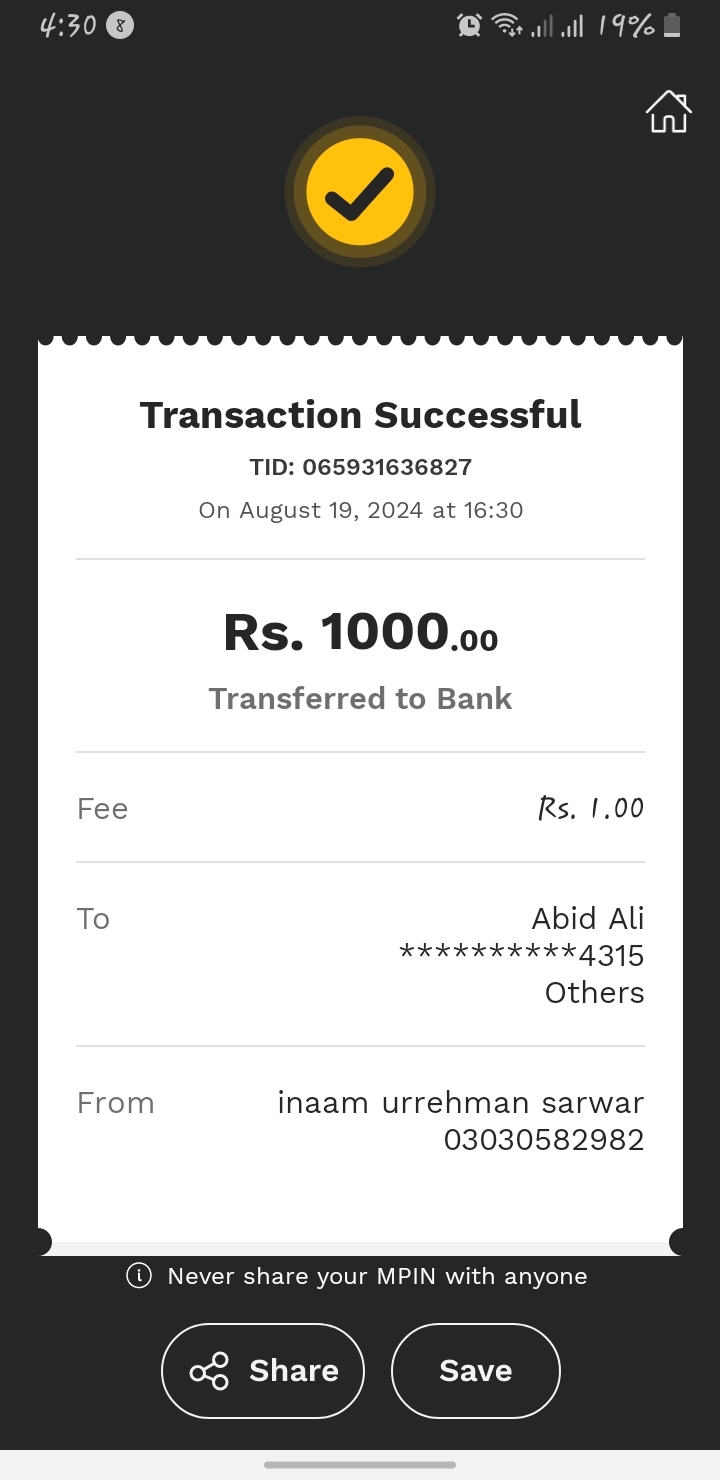 4:30 8 19%
Transaction Successful
TID: 065931636827
On August 19, 2024 at 16:30
Rs. 1000.00
Transferred to Bank
Fee Rs. 1.00
To Abid Ali
**********4315
Others
From inaam urrehman sarwar
03030582982
Never share your MPIN with anyone
Share Save